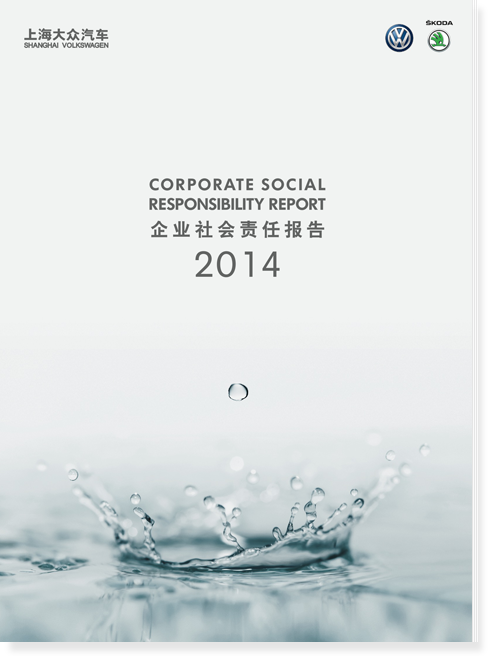 上海大众汽车
SHANGHAI VOLKSWAGEN
ŠKODA
CORPORATE SOCIAL
RESPONSIBILITY REPORT
企业社会责任报告
2014